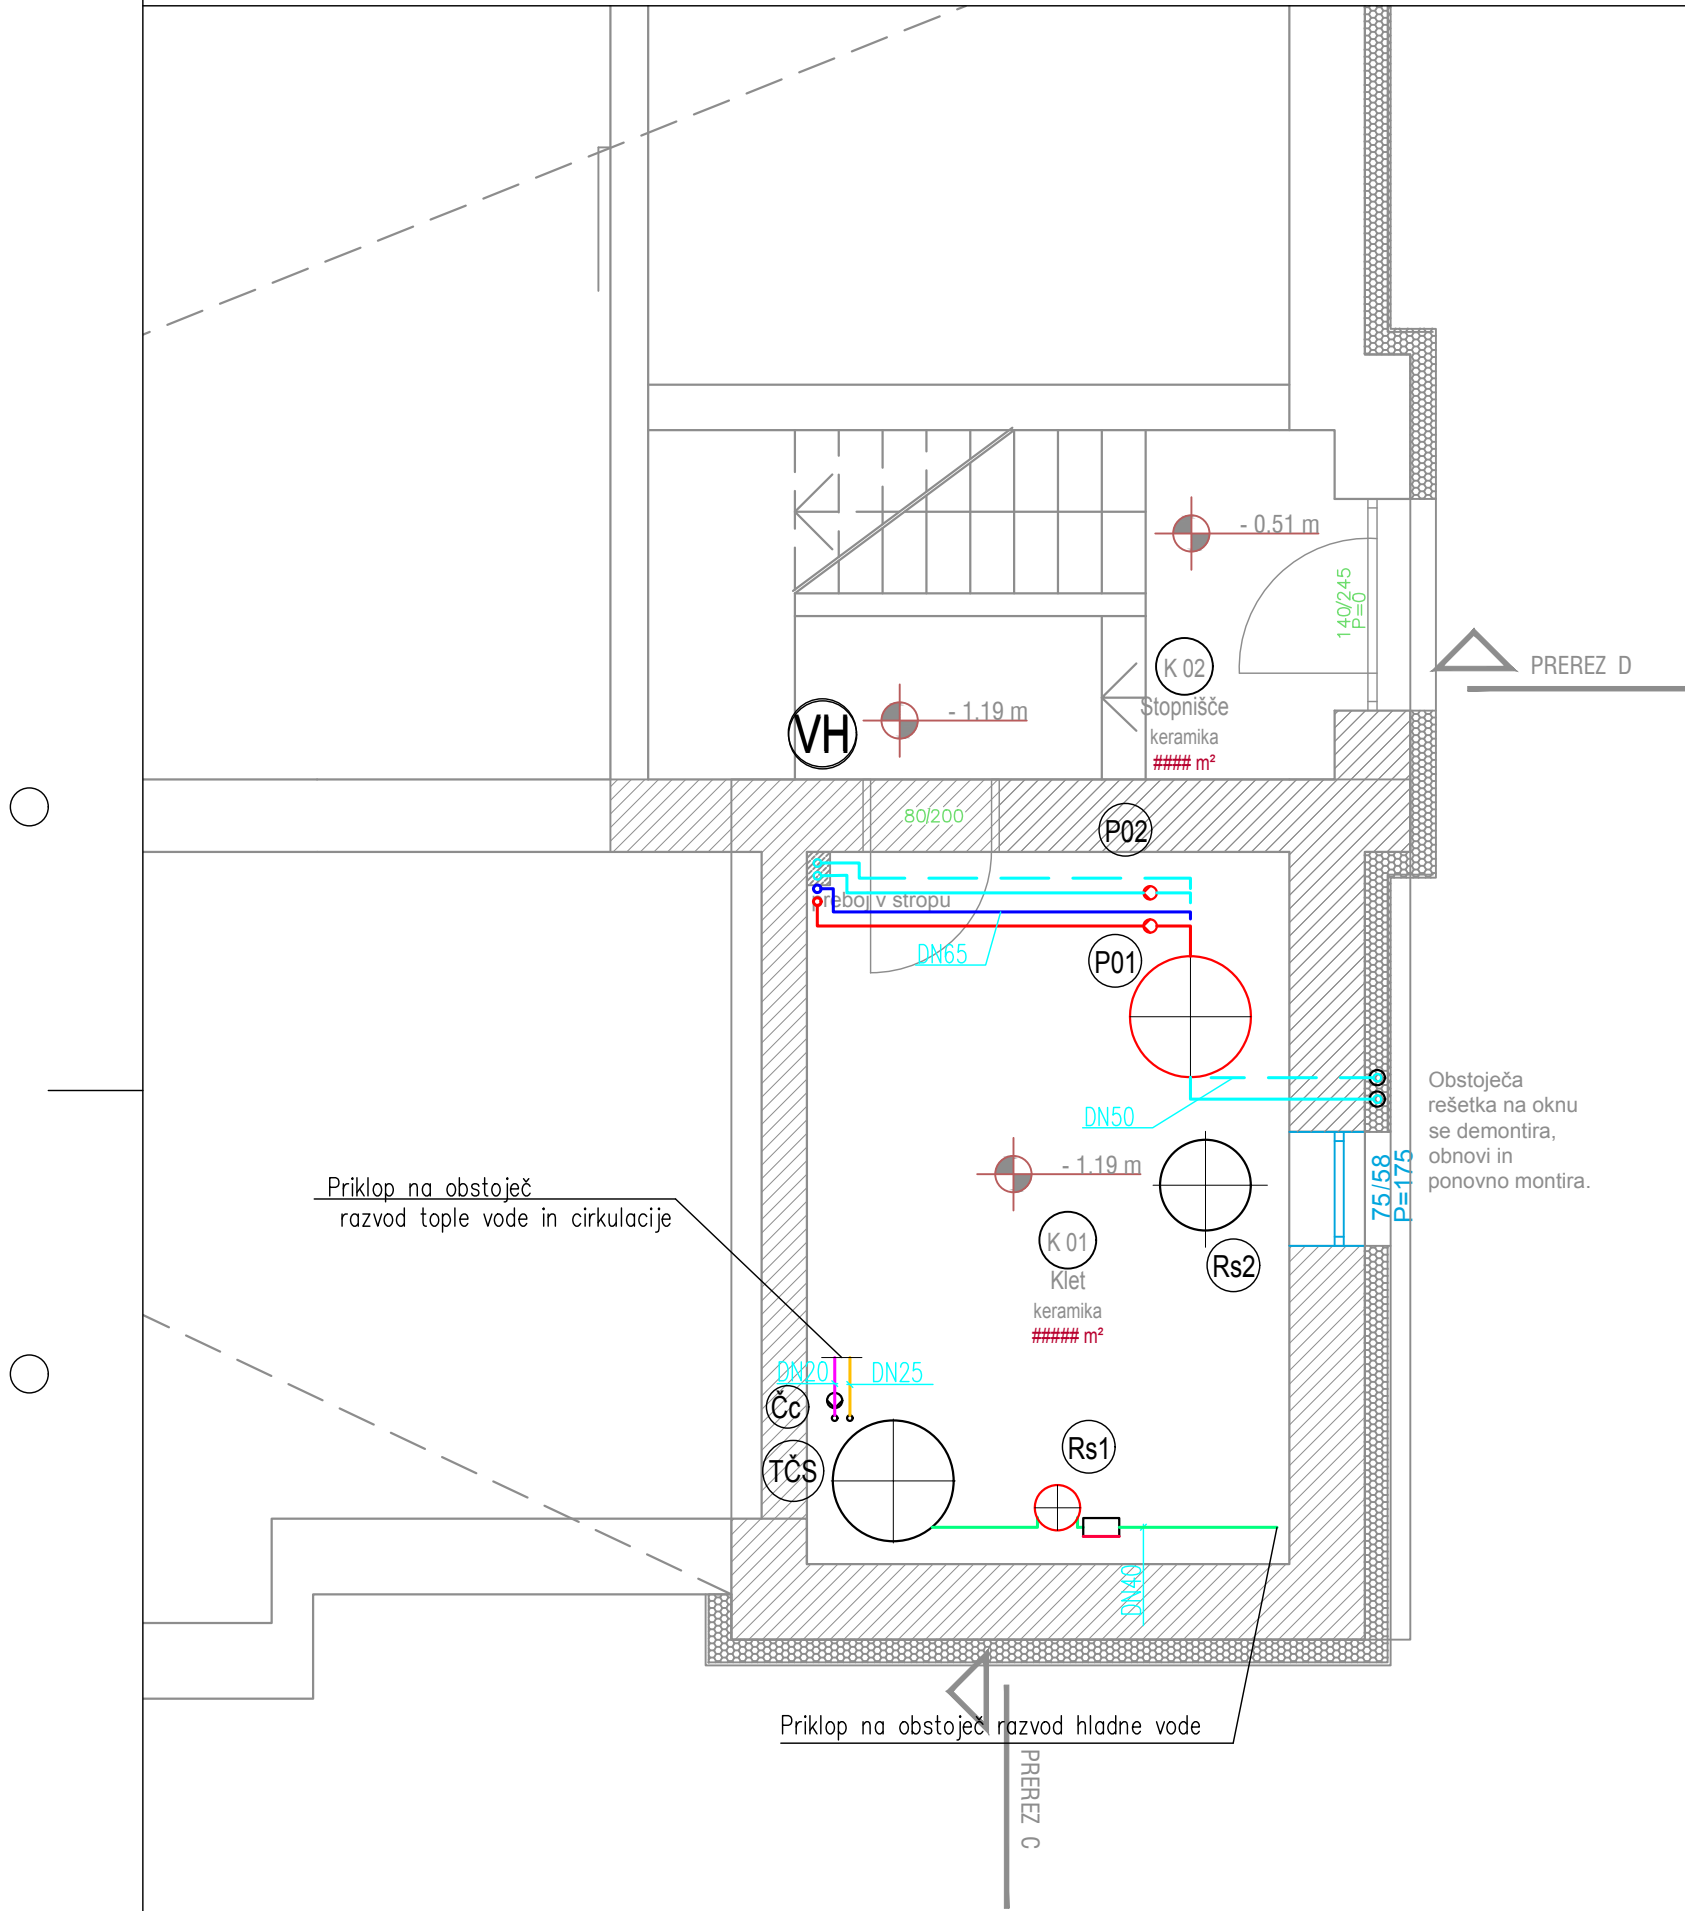 - 0.51 m
140/245
P=0
K 02
Stopnišče
keramika
#### m²
PREREZ D
- 1.19 m
VH
80/200
P02
preboj v stropu
DN65
P01
Obstoječa
rešetka na oknu
se demontira,
obnovi in
ponovno montira.
DN50
75/58
P=175
- 1.19 m
Priklop na obstoječ
razvod tople vode in cirkulacije
K 01
Klet
keramika
##### m²
Rs2
DN20
DN25
Čc
TČS
Rs1
DN40
Priklop na obstoječ razvod hladne vode
PREREZ C